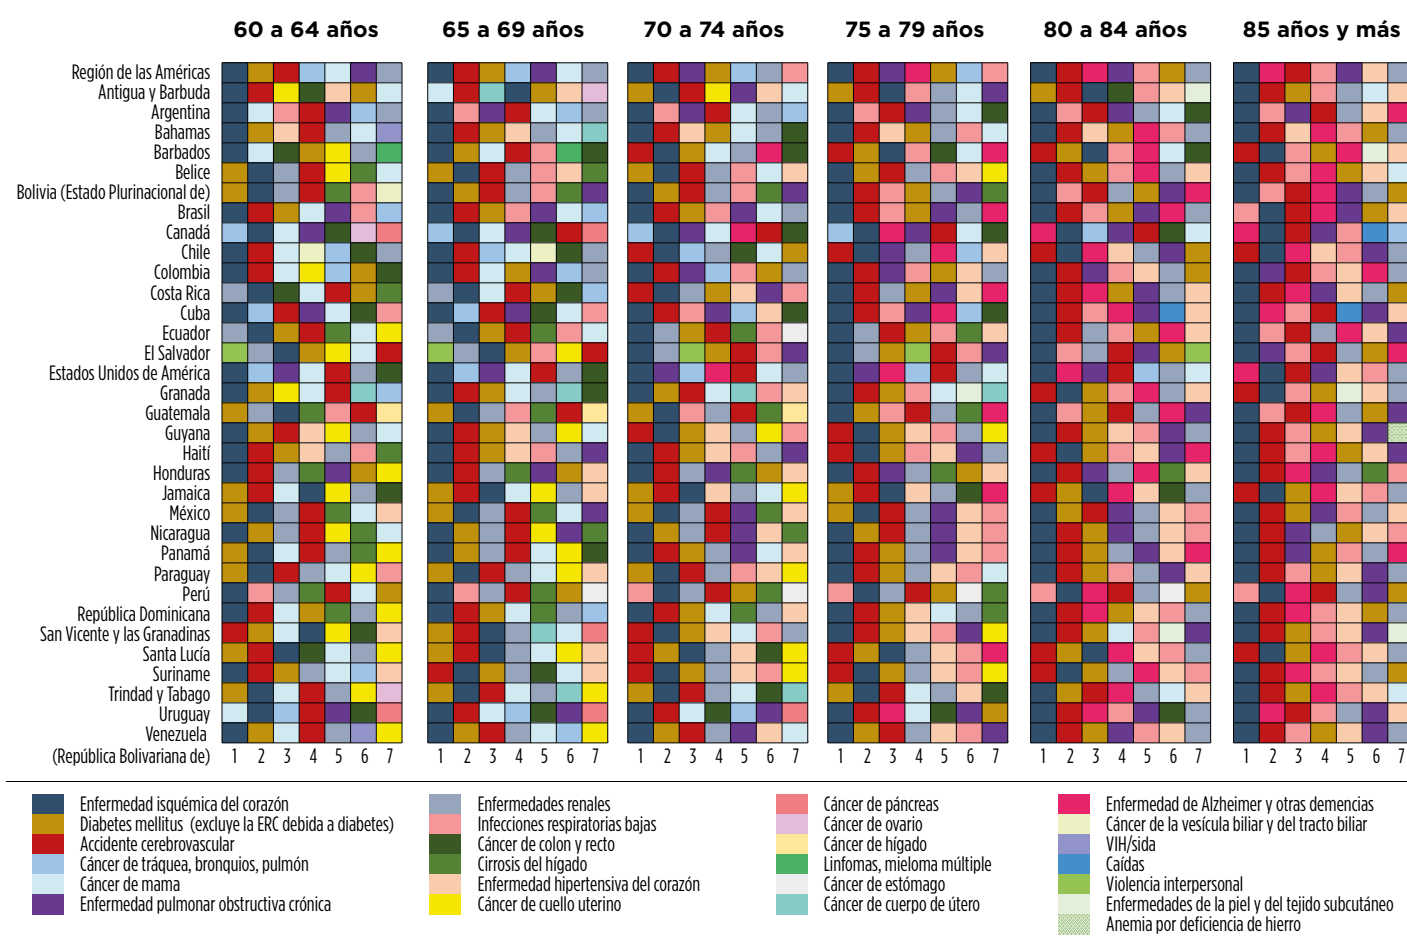 60 a 64 años 65 a 69 años 70 a 74 años 75 a 79 años 80 a 84 años 85 años y más
Región de las Américas
Antigua y Barbuda
Argentina
Bahamas
Barbados
Belice
Bolivia (Estado Plurinacional de)
Brasil
Canadá
Chile
Colombia
Costa Rica
Cuba
Ecuador
El Salvador
Estados Unidos de América
Granada
Guatemala
Guyana
Haití
Honduras
Jamaica
México
Nicaragua
Panamá
Paraguay
Perú
República Dominicana
San Vicente y las Granadinas
Santa Lucía
Suriname
Trindad y Tabago
Uruguay
Venezuela
(República Bolivariana de) 1 2 3 4 5 6 7 1 2 3 4 5 6 7 1 2 3 4 5 6 7 1 2 3 4 5 6 7 1 2 3 4 5 6 7 1 2 3 4 5 6 7
Enfermedad isquémica del corazón
Diabetes mellitus (excluye la ERC debida a diabetes)
Accidente cerebrovascular
Cáncer de tráquea, bronquios, pulmón
Cáncer de mama
Enfermedad pulmonar obstructiva crónica
Enfermedades renales
Infecciones respiratorias bajas
Cáncer de colon y recto
Cirrosis del hígado
Enfermedad hipertensiva del corazón
Cáncer de cuello uterino
Cáncer de páncreas
Cáncer de ovario
Cáncer de hígado
Linfomas, mieloma múltiple
Cáncer de estómago
Cáncer de cuerpo de útero
Enfermedad de Alzheimer y otras demencias
Cáncer de la vesícula biliar y del tracto biliar
VIH/sida
Caídas
Violencia interpersonal
Enfermedades de la piel y del tejido subcutáneo
Anemia por deficiencia de hierro